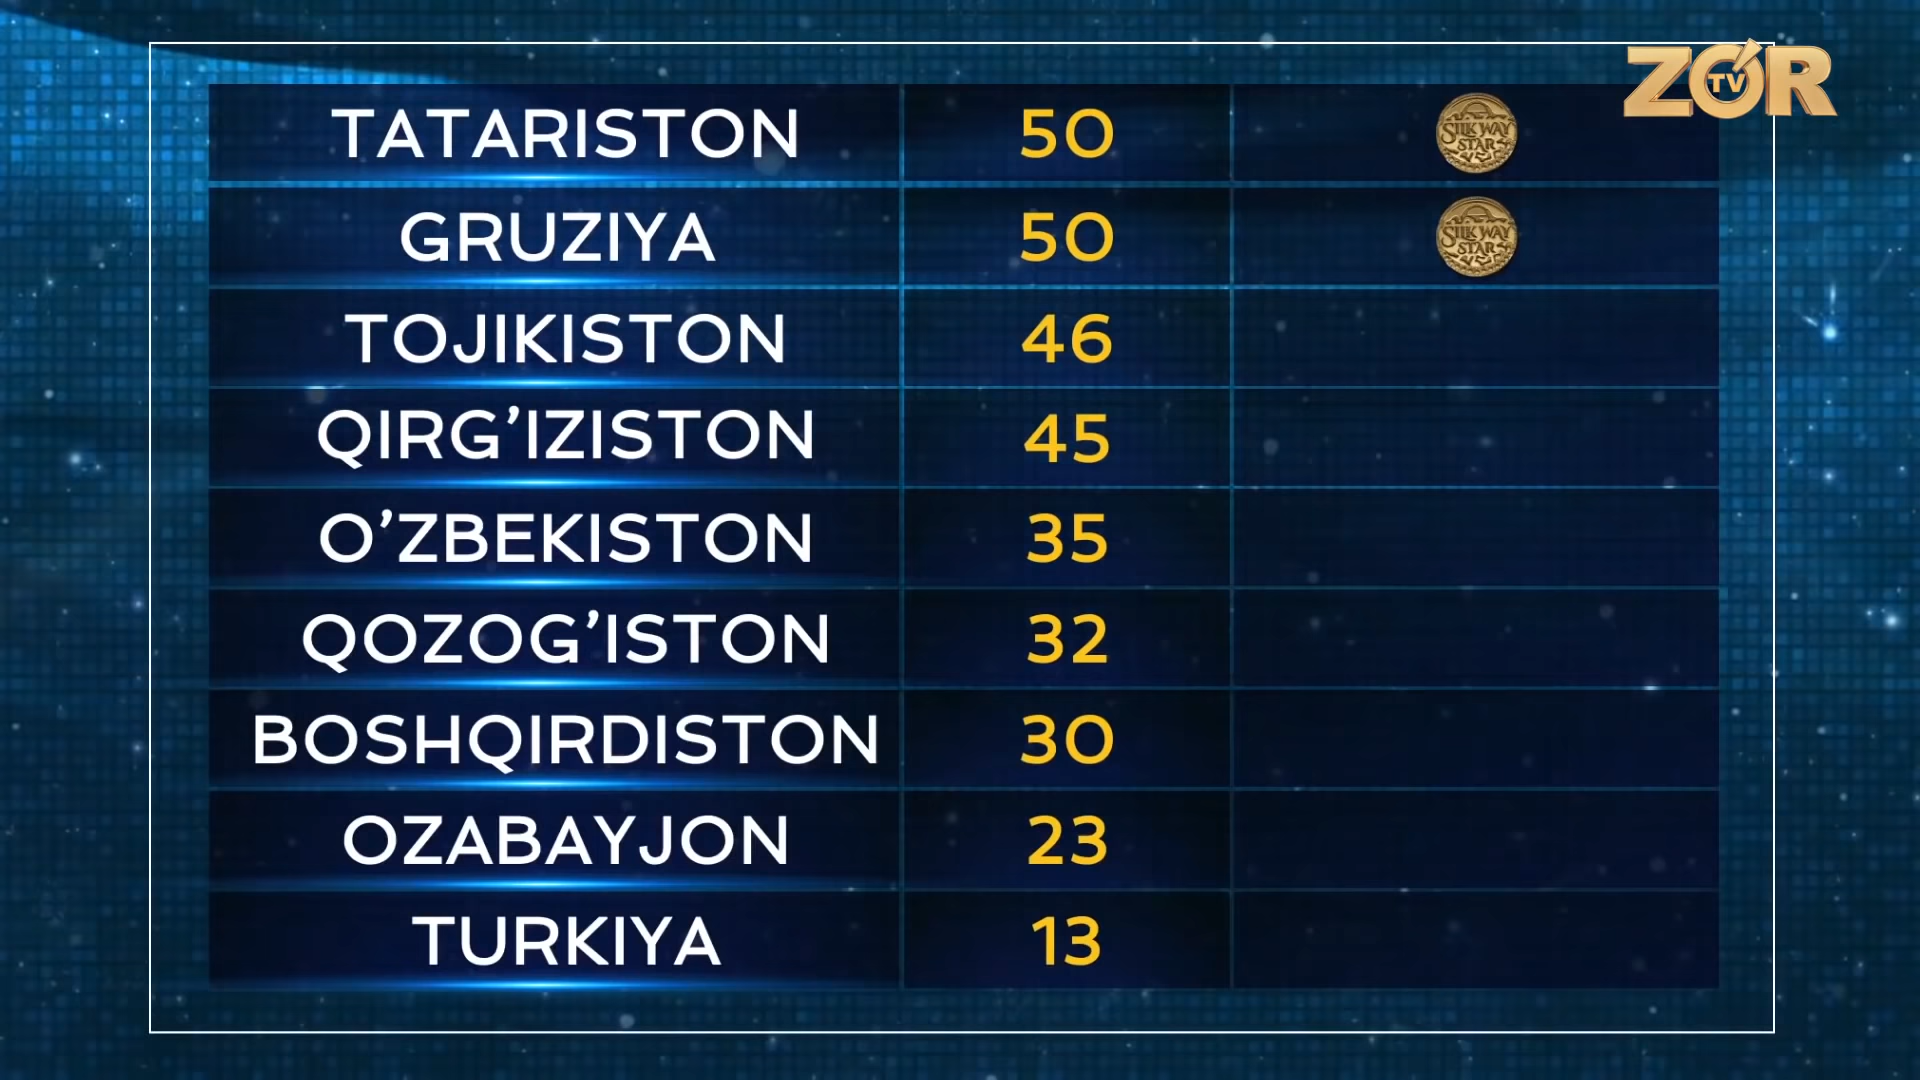 ZO'R TV
TATARISTON 50 SILK WAY STAR
GRUZIYA 50 SILK WAY STAR
TOJIKISTON 46
QIRG’IZISTON 45
O’ZBEKISTON 35
QOZOG’ISTON 32
BOSHQIRDISTON 30
OZABAYJON 23
TURKIYA 13